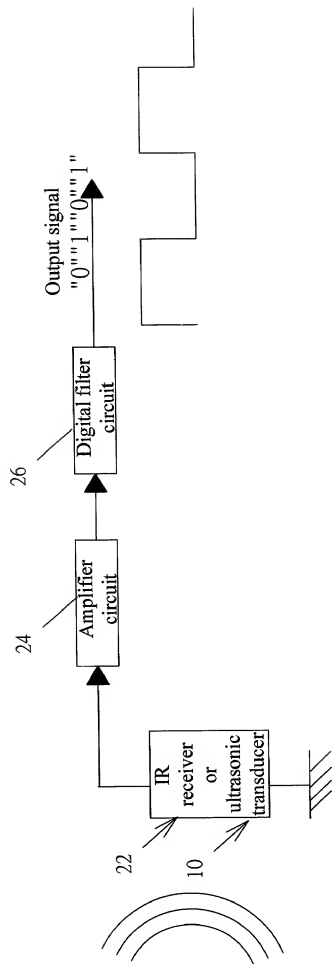 22
10
IR
receiver
or
ultrasonic
transducer
24
Amplifier
circuit
26
Digital filter
circuit
Output signal
"0""1""0""1"